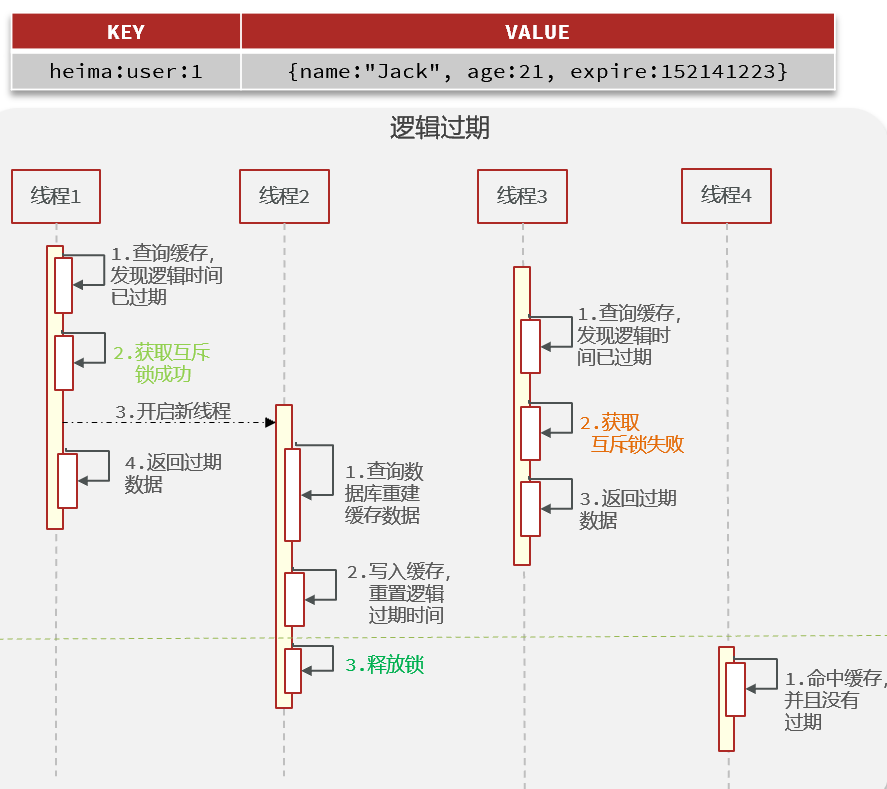 KEY VALUE
heima:user:1 {name:"Jack", age:21, expire:152141223}
逻辑过期
线程1
线程2
线程3
线程4
1.查询缓存,
发现逻辑时间
已过期
2.获取互斥
锁成功
3.开启新线程
4.返回过期
数据
1.查询数
据库重建
缓存数据
2.写入缓存,
重置逻辑
过期时间
3.释放锁
1.查询缓存,
发现逻辑时
间已过期
2.获取
互斥锁失败
3.返回过期
数据
1.命中缓存,
并且没有
过期